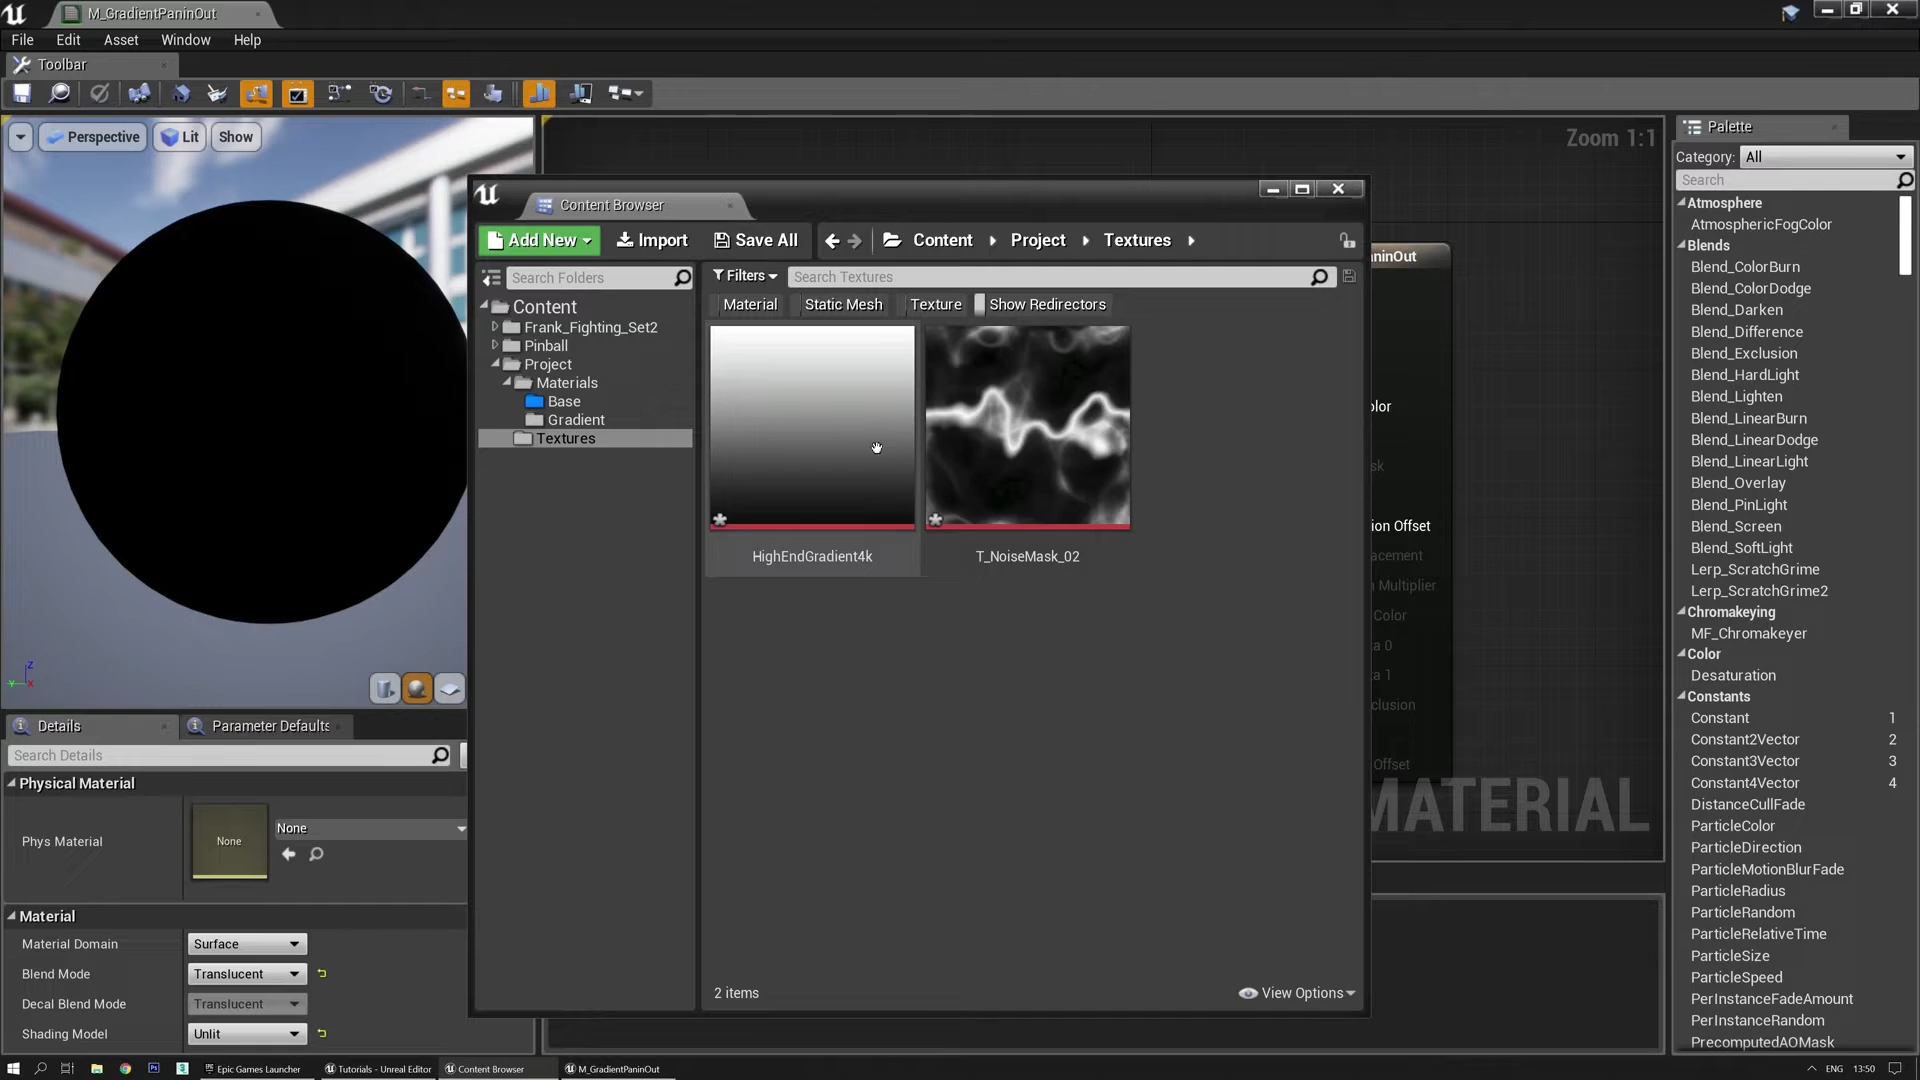 M_GradientPaninOut
File Edit Asset Window Help
Toolbar
Perspective Lit Show
Zoom 1:1
Palette
Category: All
Search
Atmosphere
AtmosphericFogColor
Blends
Blend_ColorBurn
Blend_ColorDodge
Blend_Darken
Blend_Difference
Blend_Exclusion
Blend_HardLight
Blend_Lighten
Blend_LinearBurn
Blend_LinearDodge
Blend_LinearLight
Blend_Overlay
Blend_PinLight
Blend_Screen
Blend_SoftLight
Lerp_ScratchGrime
Lerp_ScratchGrime2
Chromakeying
MF_Chromakeyer
Color
Desaturation
Constants
Constant 1
Constant2Vector 2
Constant3Vector 3
Constant4Vector 4
DistanceCullFade
ParticleColor
ParticleDirection
ParticleMotionBlurFade
ParticleRadius
ParticleRandom
ParticleRelativeTime
ParticleSize
ParticleSpeed
PerInstanceFadeAmount
PerInstanceRandom
PrecomputedAOMask
Content Browser
Add New Import Save All Content Project Textures
Search Folders
Filters Search Textures
Material Static Mesh Texture Show Redirectors
Content
Frank_Fighting_Set2
Pinball
Project
Materials
Base
Gradient
Textures
HighEndGradient4k
T_NoiseMask_02
2 items
View Options
aninOut
olor
sk
ion Offset
acement
n Multiplier
Color
ta 0
ta 1
cclusion
Offset
MATERIAL
Details Parameter Defaults
Search Details
Physical Material
Phys Material None None
Material
Material Domain Surface
Blend Mode Translucent
Decal Blend Mode Translucent
Shading Model Unlit
Z
Y X
Epic Games Launcher Tutorials - Unreal Editor Content Browser M_GradientPaninOut ENG 13:50